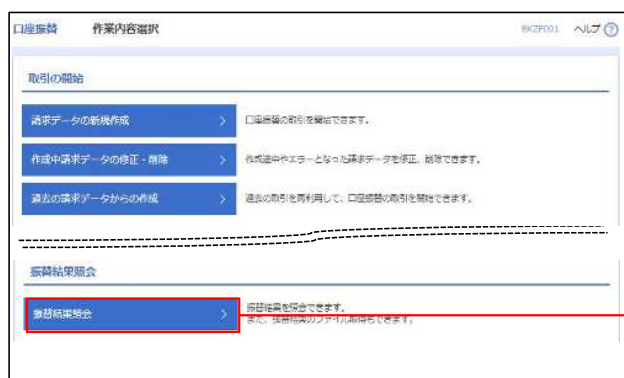 口座振替 作業内容選択 BKZF001 ヘルプ ?
取引の開始
請求データの新規作成 > 口座振替の取引を開始できます。
作成中請求データの修正・削除 > 作成途中やエラーとなった請求データを修正、削除できます。
過去の請求データからの作成 > 過去の取引を再利用して、口座振替の取引を開始できます。
振替結果照会
振替結果照会 > 振替結果を照会できます。
また、振替結果のファイル取得もできます。